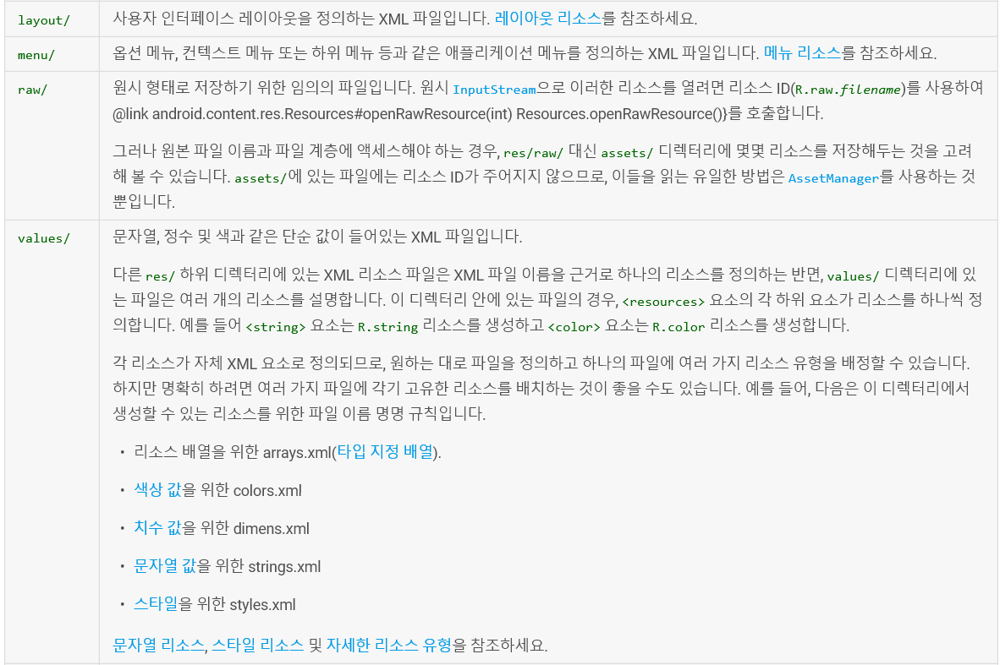 layout/ 사용자 인터페이스 레이아웃을 정의하는 XML 파일입니다. 레이아웃 리소스를 참조하세요.
menu/ 옵션 메뉴, 컨텍스트 메뉴 또는 하위 메뉴 등과 같은 애플리케이션 메뉴를 정의하는 XML 파일입니다. 메뉴 리소스를 참조하세요.
raw/ 원시 형태로 저장하기 위한 임의의 파일입니다. 원시 InputStream으로 이러한 리소스를 열려면 리소스 ID(R.raw.filename)를 사용하여
@link android.content.res.Resources#openRawResource(int) Resources.openRawResource()}를 호출합니다.
그러나 원본 파일 이름과 파일 계층에 액세스해야 하는 경우, res/raw/ 대신 assets/ 디렉터리에 몇몇 리소스를 저장해두는 것을 고려
해 볼 수 있습니다. assets/에 있는 파일에는 리소스 ID가 주어지지 않으므로, 이들을 읽는 유일한 방법은 AssetManager를 사용하는 것
뿐입니다.
values/ 문자열, 정수 및 색과 같은 단순 값이 들어있는 XML 파일입니다.
다른 res/ 하위 디렉터리에 있는 XML 리소스 파일은 XML 파일 이름을 근거로 하나의 리소스를 정의하는 반면, values/ 디렉터리에 있
는 파일은 여러 개의 리소스를 설명합니다. 이 디렉터리 안에 있는 파일의 경우, <resources> 요소의 각 하위 요소가 리소스를 하나씩 정
의합니다. 예를 들어 <string> 요소는 R.string 리소스를 생성하고 <color> 요소는 R.color 리소스를 생성합니다.
각 리소스가 자체 XML 요소로 정의되므로, 원하는 대로 파일을 정의하고 하나의 파일에 여러 가지 리소스 유형을 배정할 수 있습니다.
하지만 명확히 하려면 여러 가지 파일에 각기 고유한 리소스를 배치하는 것이 좋을 수도 있습니다. 예를 들어, 다음은 이 디렉터리에서
생성할 수 있는 리소스를 위한 파일 이름 명명 규칙입니다.
• 리소스 배열을 위한 arrays.xml(타입 지정 배열).
• 색상 값을 위한 colors.xml
• 치수 값을 위한 dimens.xml
• 문자열 값을 위한 strings.xml
• 스타일을 위한 styles.xml
문자열 리소스, 스타일 리소스 및 자세한 리소스 유형을 참조하세요.